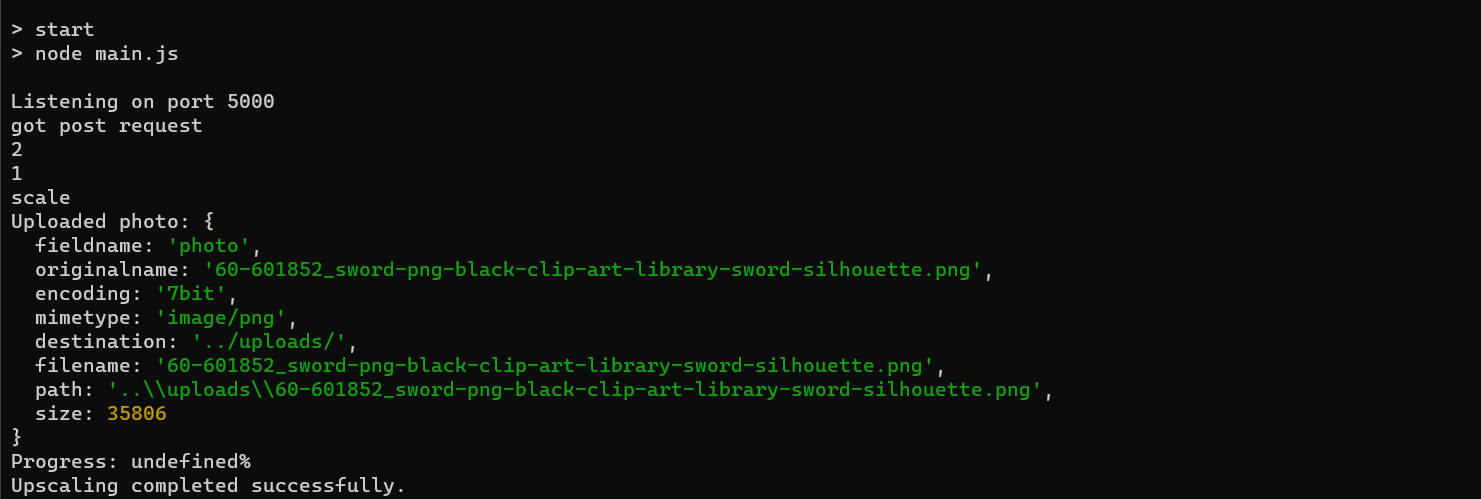 > start
> node main.js
Listening on port 5000
got post request
2
1
scale
Uploaded photo: {
  fieldname: 'photo',
  originalname: '60-601852_sword-png-black-clip-art-library-sword-silhouette.png',
  encoding: '7bit',
  mimetype: 'image/png',
  destination: '../uploads/',
  filename: '60-601852_sword-png-black-clip-art-library-sword-silhouette.png',
  path: '..\\uploads\\60-601852_sword-png-black-clip-art-library-sword-silhouette.png',
  size: 35806
}
Progress: undefined%
Upscaling completed successfully.